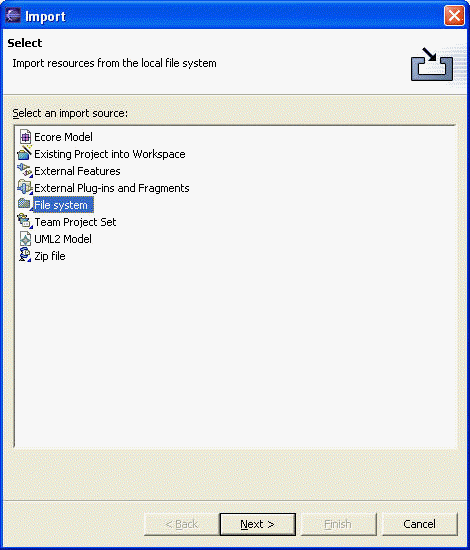 Import
Select
Import resources from the local file system
Select an import source:
Ecore Model
Existing Project into Workspace
External Features
External Plug-ins and Fragments
File system
Team Project Set
UML2 Model
Zip file
< Back Next > Finish Cancel